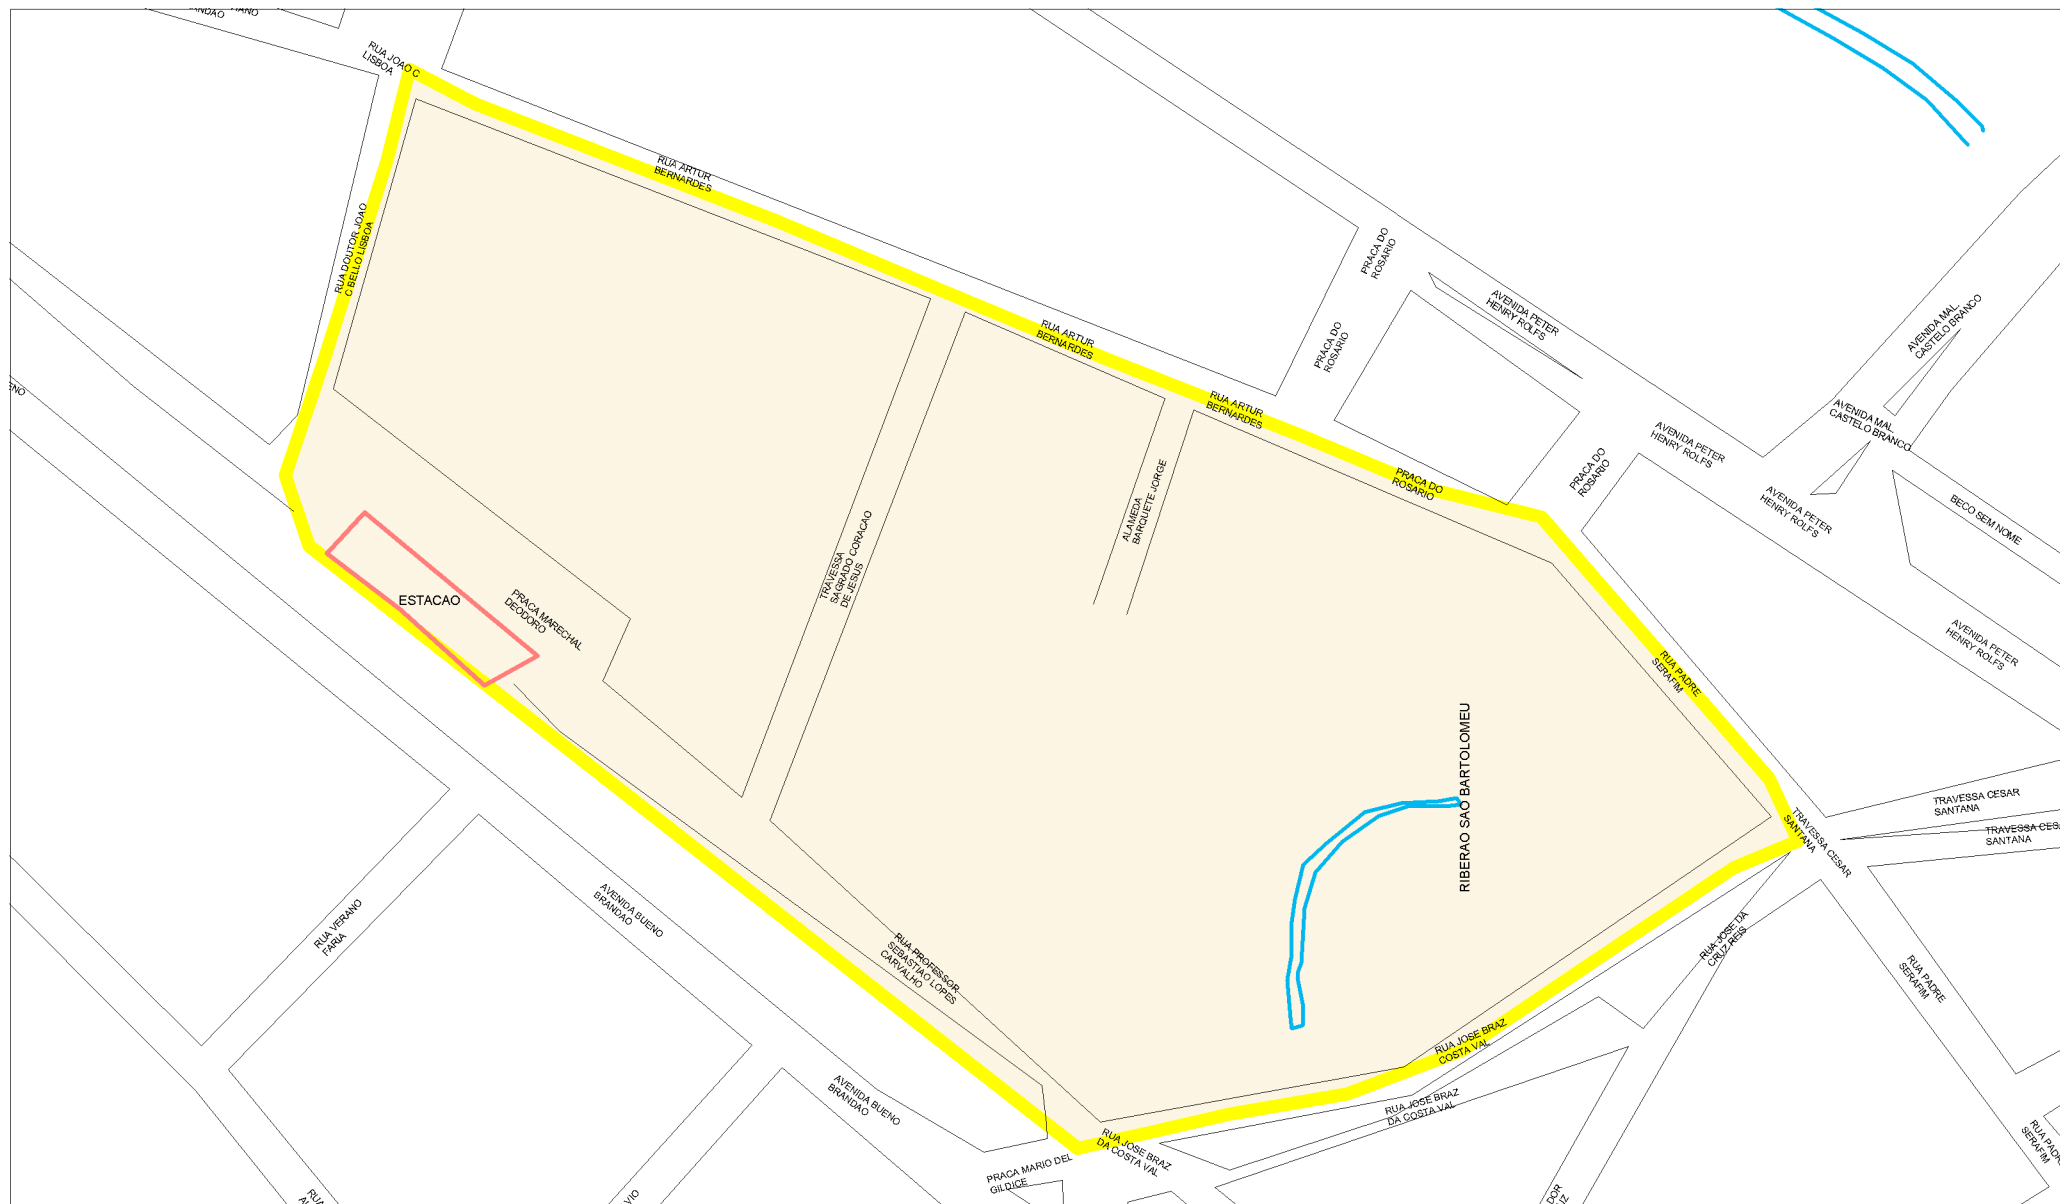 RUA JOAO C
LISBOA
RUA ARTUR
BERNARDES
RUA DOUTOR JOAO
C BELLO LISBOA
PRACA DO
ROSARIO
AVENIDA PETER
HENRY ROLFS
AVENIDA MAL.
CASTELO BRANCO
RUA ARTUR
BERNARDES
PRACA DO
ROSARIO
RUA ARTUR
BERNARDES
AVENIDA MAL.
CASTELO BRANCO
AVENIDA PETER
HENRY ROLFS
PRACA DO
ROSARIO
PRACA DO
ROSARIO
AVENIDA PETER
HENRY ROLFS
BECO SEM NOME
ALAMEDA
BARQUETE JORGE
TRAVESSA
SAGRADO CORACAO
DE JESUS
ESTACAO
PRACA MARECHAL
DEODORO
AVENIDA PETER
HENRY ROLFS
RUA PADRE
SERAFIM
RIBERAO SAO BARTOLOMEU
TRAVESSA CESAR
SANTANA
TRAVESSA CESAR
SANTANA
TRAVESSA
SANTANA
AVENIDA BUENO
BRANDAO
RUA VERANO
FARIA
RUA PROFESSOR
SEBASTIAO LOPES
CARVALHO
RUA JOSE DA
CRUZ REIS
RUA PADRE
SERAFIM
RUA JOSE BRAZ
COSTA VAL
AVENIDA BUENO
BRANDAO
RUA JOSE BRAZ
DA COSTA VAL
RUA JOSE BRAZ
DA COSTA VAL
PRACA MARIO DEL
GILDICE
RUA
SERAFIM
RUA